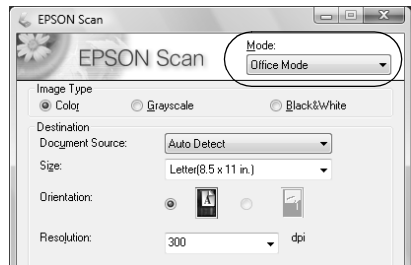 EPSON Scan
EPSON Scan
Mode:
Office Mode
Image Type
Color Grayscale Black&White
Destination
Document Source: Auto Detect
Size: Letter(8.5 x 11 in.)
Orientation: A
Resolution: 300 dpi